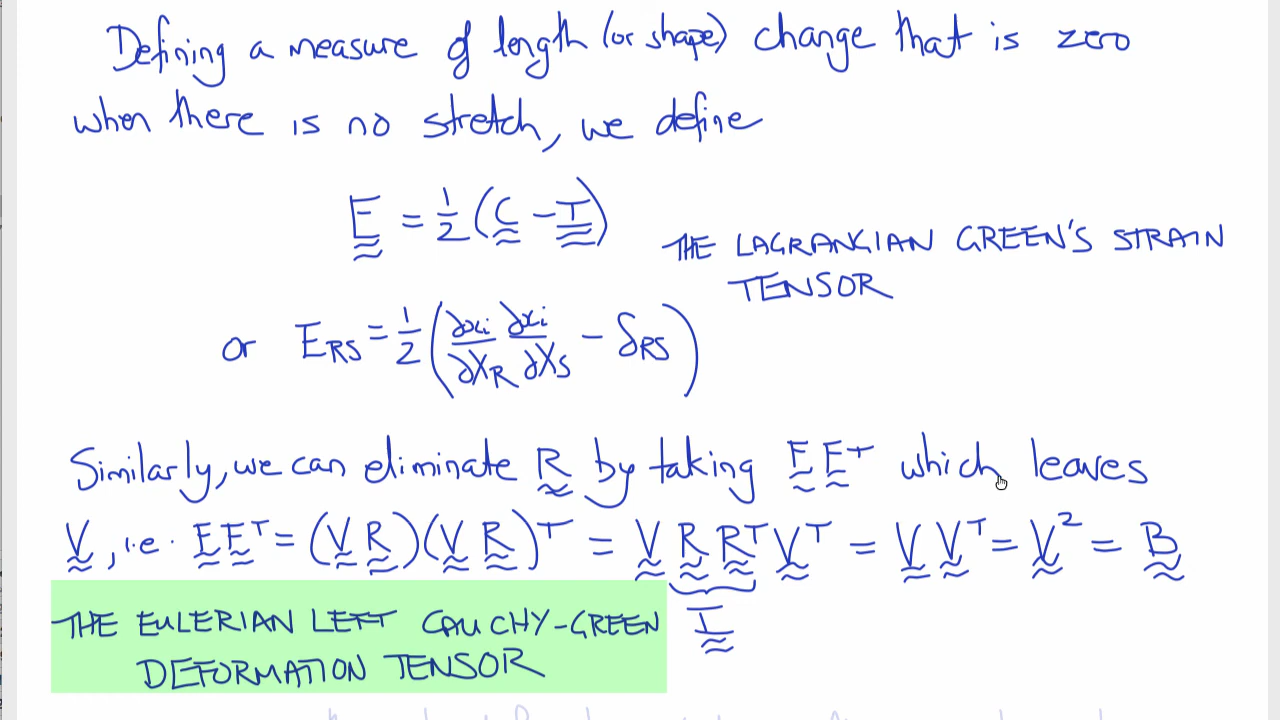 Defining a measure of length (or shape) change that is zero
when there is no stretch, we define
E = 1/2 (C - I)
THE LAGRANGIAN GREEN'S STRAIN
TENSOR
or E_RS = 1/2 (∂x_i/∂X_R ∂x_i/∂X_S - δ_RS)
Similarly, we can eliminate R by taking F F^T which leaves
V, i.e. F F^T = (V R)(V R)^T = V R R^T V^T = V V^T = V^2 = B
I
THE EULERIAN LEFT CAUCHY-GREEN
DEFORMATION TENSOR